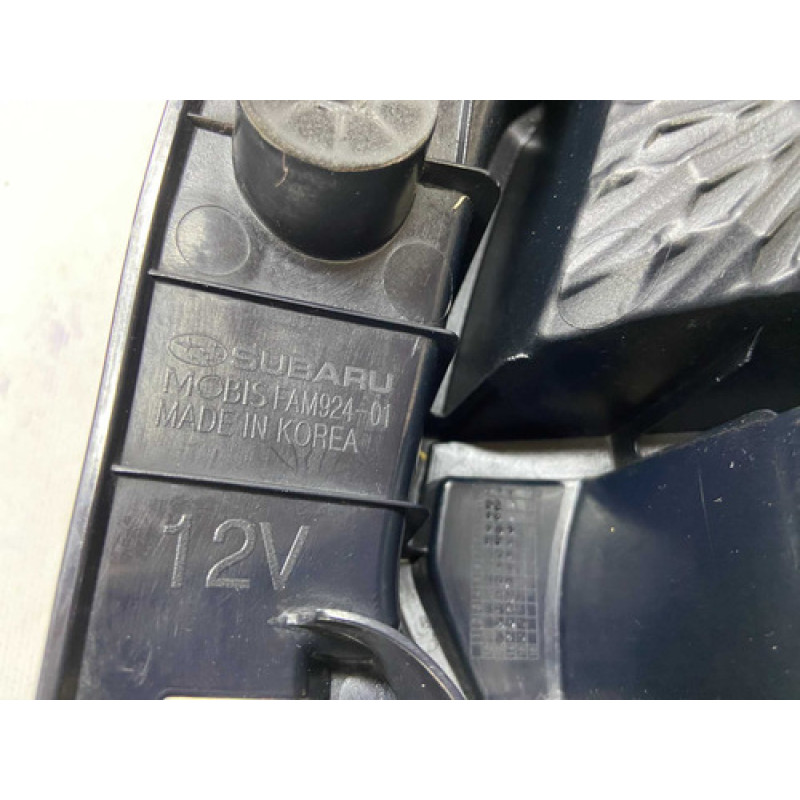 SUBARU
MOBIS FAM924-01
MADE IN KOREA
12V